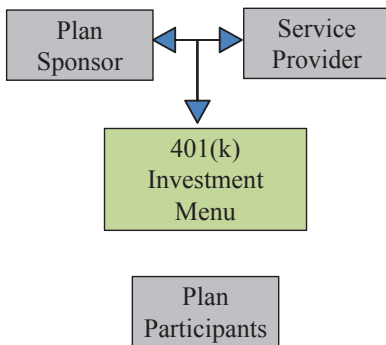 Plan
Sponsor
Service
Provider
401(k)
Investment
Menu
Plan
Participants